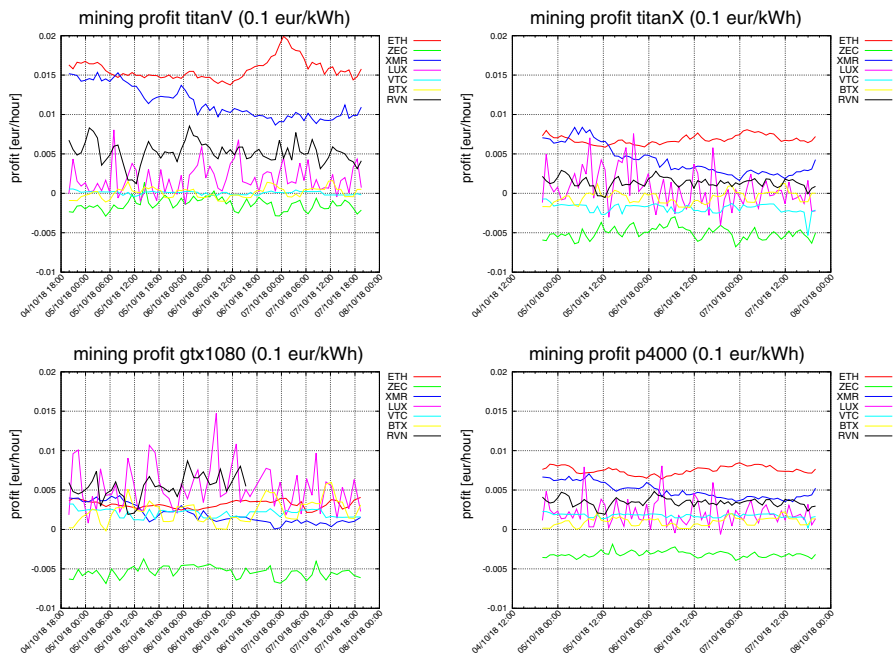 mining profit titanV (0.1 eur/kWh)
profit [eur/hour]
0.02
0.015
0.01
0.005
0
-0.005
-0.01
04/10/18 18:00
05/10/18 00:00
05/10/18 06:00
05/10/18 12:00
05/10/18 18:00
06/10/18 00:00
06/10/18 06:00
06/10/18 12:00
06/10/18 18:00
07/10/18 00:00
07/10/18 06:00
07/10/18 12:00
07/10/18 18:00
08/10/18 00:00
ETH
ZEC
XMR
LUX
VTC
BTX
RVN
mining profit titanX (0.1 eur/kWh)
profit [eur/hour]
0.02
0.015
0.01
0.005
0
-0.005
-0.01
04/10/18 12:00
05/10/18 00:00
05/10/18 12:00
06/10/18 00:00
06/10/18 12:00
07/10/18 00:00
07/10/18 12:00
08/10/18 00:00
ETH
ZEC
XMR
LUX
VTC
BTX
RVN
mining profit gtx1080 (0.1 eur/kWh)
profit [eur/hour]
0.02
0.015
0.01
0.005
0
-0.005
-0.01
04/10/18 18:00
05/10/18 00:00
05/10/18 06:00
05/10/18 12:00
05/10/18 18:00
06/10/18 00:00
06/10/18 06:00
06/10/18 12:00
06/10/18 18:00
07/10/18 00:00
07/10/18 06:00
07/10/18 12:00
07/10/18 18:00
08/10/18 00:00
ETH
ZEC
XMR
LUX
VTC
BTX
RVN
mining profit p4000 (0.1 eur/kWh)
profit [eur/hour]
0.02
0.015
0.01
0.005
0
-0.005
-0.01
04/10/18 12:00
05/10/18 00:00
05/10/18 12:00
06/10/18 00:00
06/10/18 12:00
07/10/18 00:00
07/10/18 12:00
08/10/18 00:00
ETH
ZEC
XMR
LUX
VTC
BTX
RVN